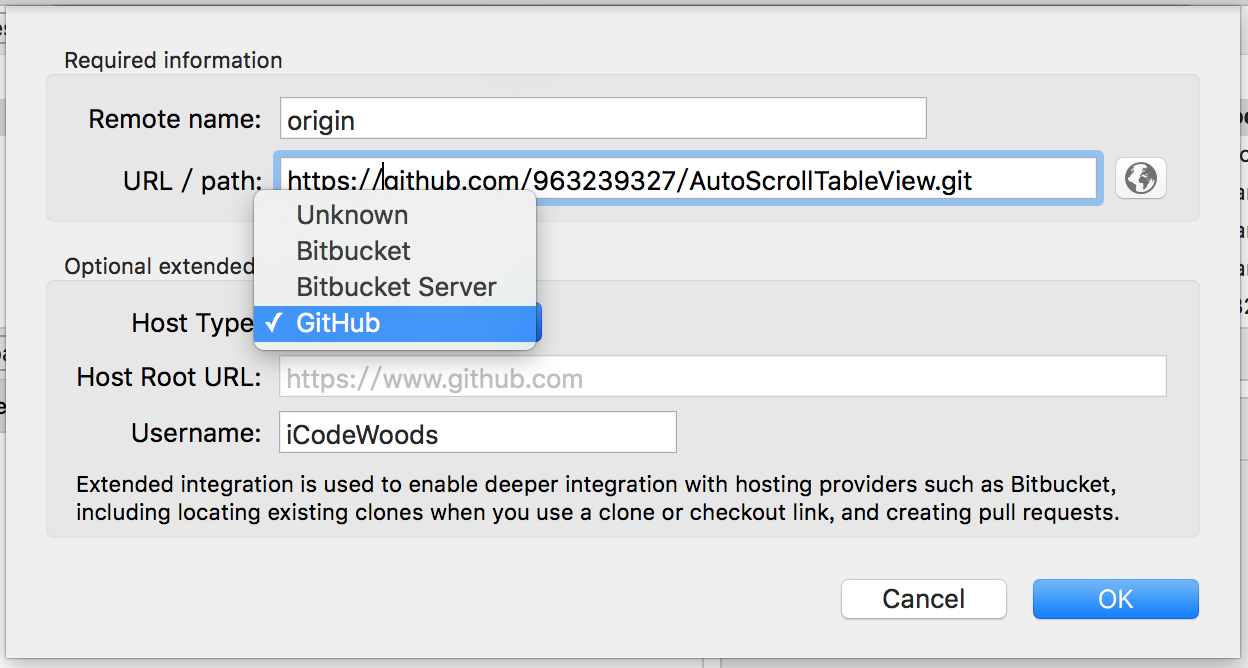 Required information
Remote name: origin
URL / path: https://github.com/963239327/AutoScrollTableView.git
Unknown
Bitbucket
Optional extended
Bitbucket Server
Host Type ✓ GitHub
Host Root URL: https://www.github.com
Username: iCodeWoods
Extended integration is used to enable deeper integration with hosting providers such as Bitbucket,
including locating existing clones when you use a clone or checkout link, and creating pull requests.
Cancel OK